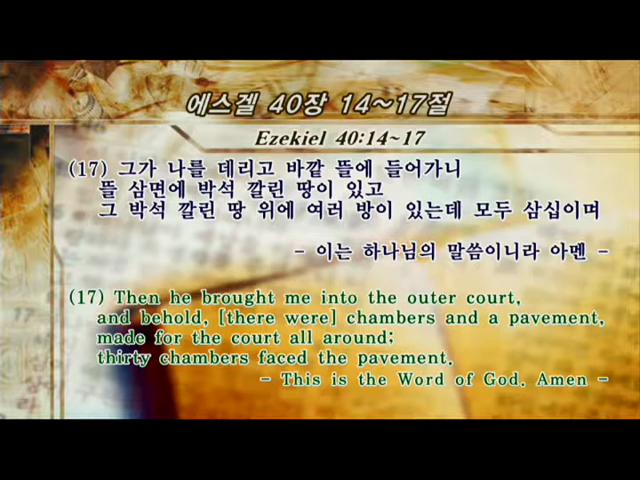 에스겔 40장 14~17절
Ezekiel 40:14~17
(17) 그가 나를 데리고 바깥 뜰에 들어가니
뜰 삼면에 박석 깔린 땅이 있고
그 박석 깔린 땅 위에 여러 방이 있는데 모두 삼십이며
- 이는 하나님의 말씀이니라 아멘 -
(17) Then he brought me into the outer court,
and behold, [there were] chambers and a pavement,
made for the court all around;
thirty chambers faced the pavement.
- This is the Word of God. Amen -